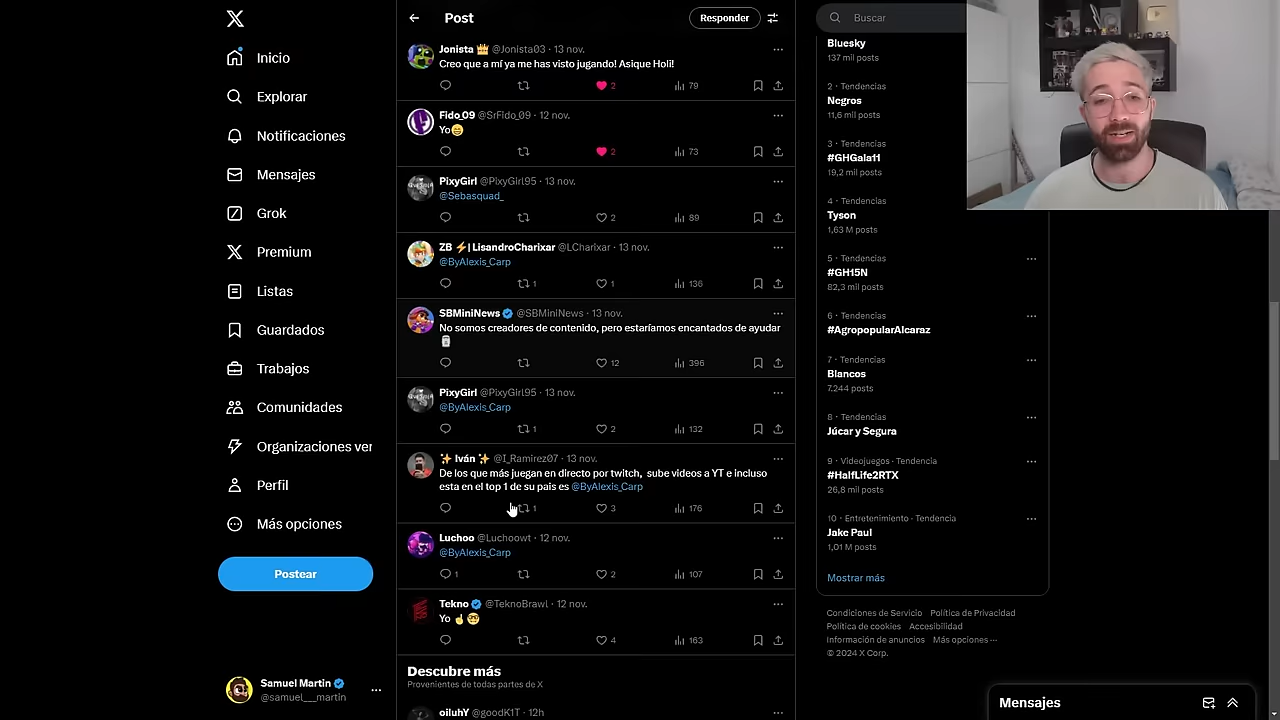 Inicio
Explorar
Notificaciones
Mensajes
Grok
Premium
Listas
Guardados
Trabajos
Comunidades
Organizaciones ver
Perfil
Más opciones
Postear
Samuel Martin
@samuel___martin
Post
Responder
Jonista @Jonista03 · 13 nov.
Creo que a mí ya me has visto jugando! Asique Holi!
2 79
Fido_09 @SrFido_09 · 12 nov.
Yo
2 73
PixyGirl @PixyGirl95 · 13 nov.
@Sebasquad_
2 89
ZB ⚡| LisandroCharixar @LCharixar · 13 nov.
@ByAlexis_Carp
1 1 136
SBMiniNews @SBMiniNews · 13 nov.
No somos creadores de contenido, pero estaríamos encantados de ayudar
12 396
PixyGirl @PixyGirl95 · 13 nov.
@ByAlexis_Carp
1 2 132
✨ Iván ✨ @I_Ramirez07 · 13 nov.
De los que más juegan en directo por twitch, sube videos a YT e incluso
esta en el top 1 de su pais es @ByAlexis_Carp
1 3 176
Luchoo @Luchoowt · 12 nov.
@ByAlexis_Carp
1 2 107
Tekno @TeknoBrawl · 12 nov.
Yo ☝🤓
4 163
Descubre más
Provenientes de todas partes de X
oiluhY @goodK1T · 12h
Buscar
Bluesky
137 mil posts
2 · Tendencias
Negros
11,6 mil posts
3 · Tendencias
#GHGala11
19,2 mil posts
4 · Tendencias
Tyson
1,63 M posts
5 · Tendencias
#GH15N
82,3 mil posts
6 · Tendencias
#AgropopularAlcaraz
7 · Tendencias
Blancos
7.244 posts
8 · Tendencias
Júcar y Segura
9 · Videojuegos · Tendencia
#HalfLife2RTX
26,8 mil posts
10 · Entretenimiento · Tendencia
Jake Paul
1,01 M posts
Mostrar más
Condiciones de Servicio Política de Privacidad
Política de cookies Accesibilidad
Información de anuncios Más opciones ···
© 2024 X Corp.
Mensajes